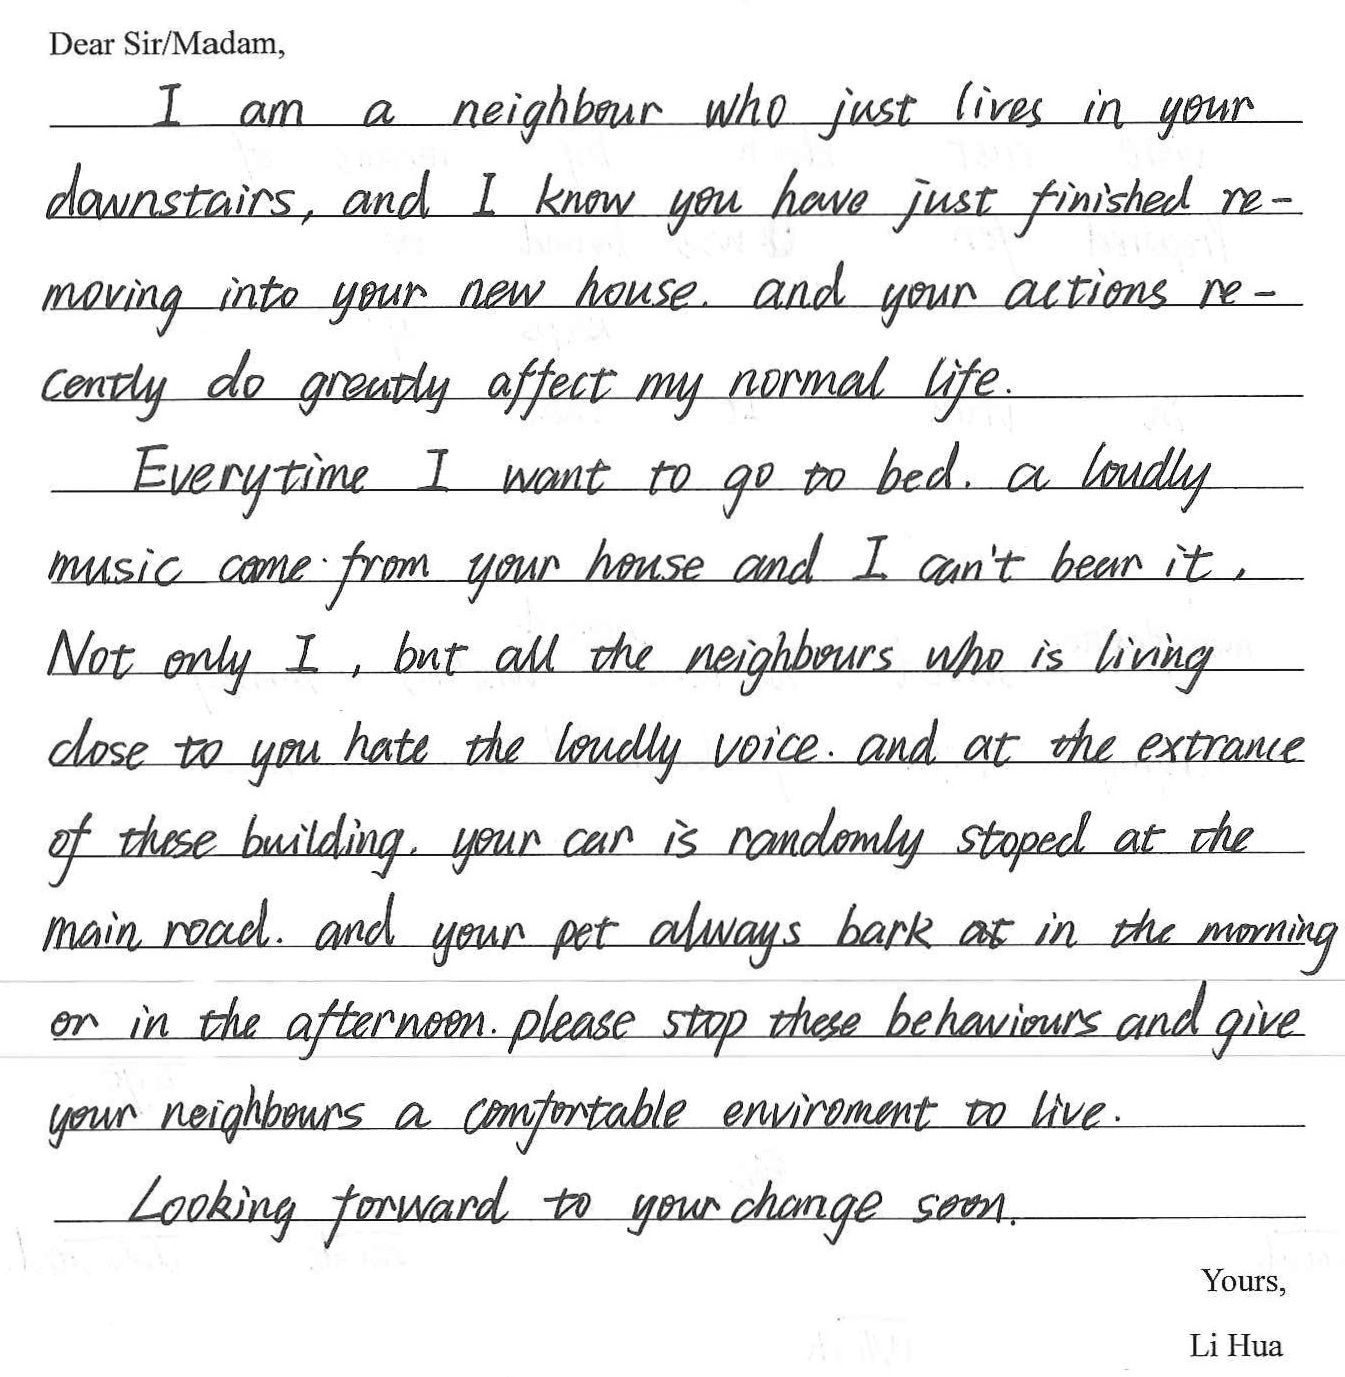 Dear Sir/Madam,
I am a neighbour who just lives in your
downstairs, and I know you have just finished re-
moving into your new house. and your actions re-
cently do greatly affect my normal life.
Everytime I want to go to bed. a loudly
music come from your house and I can't bear it.
Not only I, but all the neighbours who is living
close to you hate the loudly voice. and at the extrance
of these building. your car is randomly stoped at the
main road. and your pet always bark at in the morning
or in the afternoon. please stop these behaviours and give
your neighbours a comfortable enviroment to live.
Looking forward to your change soon.
Yours,
Li Hua